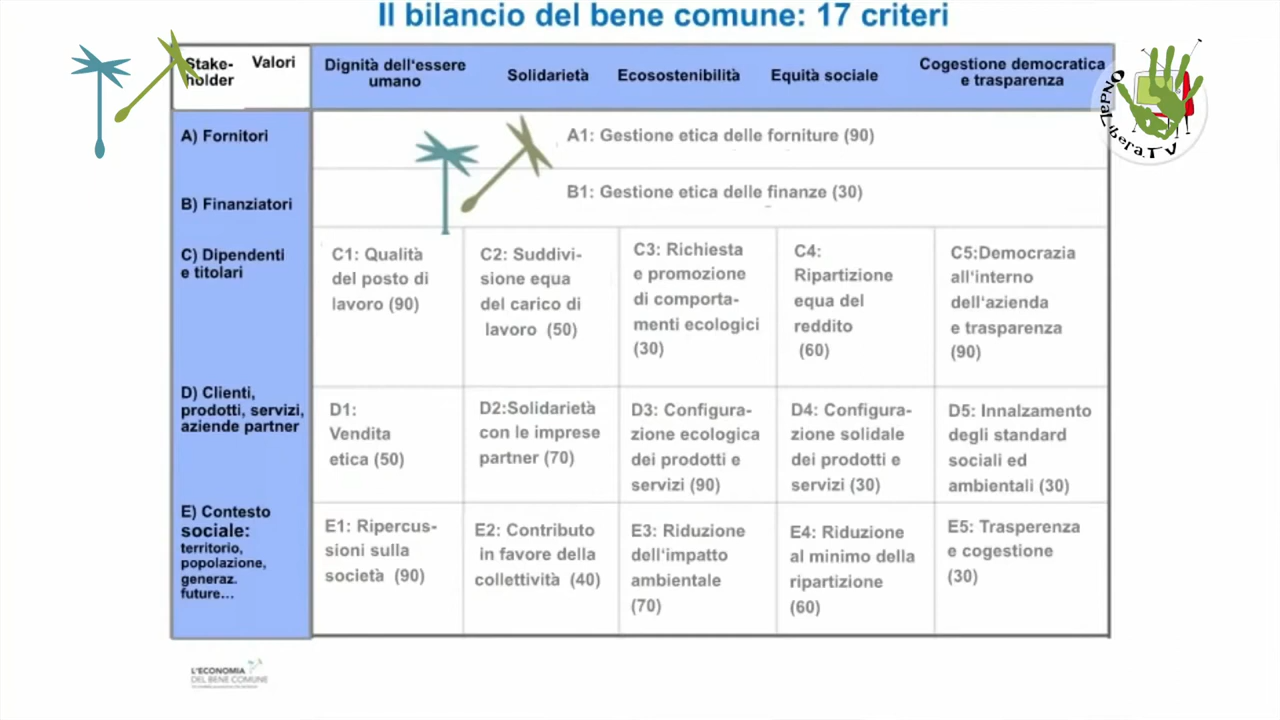 Il bilancio del bene comune: 17 criteri
Stake-
holder
Valori
Dignità dell'essere
umano
Solidarietà
Ecosostenibilità
Equità sociale
Cogestione democratica
e trasparenza
OndaLiberaTV
A) Fornitori
A1: Gestione etica delle forniture (90)
B) Finanziatori
B1: Gestione etica delle finanze (30)
C) Dipendenti
e titolari
C1: Qualità
del posto di
lavoro (90)
C2: Suddivi-
sione equa
del carico di
lavoro (50)
C3: Richiesta
e promozione
di comporta-
menti ecologici
(30)
C4:
Ripartizione
equa del
reddito
(60)
C5:Democrazia
all'interno
dell'azienda
e trasparenza
(90)
D) Clienti,
prodotti, servizi,
aziende partner
D1:
Vendita
etica (50)
D2:Solidarietà
con le imprese
partner (70)
D3: Configura-
zione ecologica
dei prodotti e
servizi (90)
D4: Configura-
zione solidale
dei prodotti e
servizi (30)
D5: Innalzamento
degli standard
sociali ed
ambientali (30)
E) Contesto
sociale:
territorio,
popolazione,
generaz.
future...
E1: Ripercus-
sioni sulla
società (90)
E2: Contributo
in favore della
collettività (40)
E3: Riduzione
dell'impatto
ambientale
(70)
E4: Riduzione
al minimo della
ripartizione
(60)
E5: Trasperenza
e cogestione
(30)
L'ECONOMIA
DEL BENE COMUNE